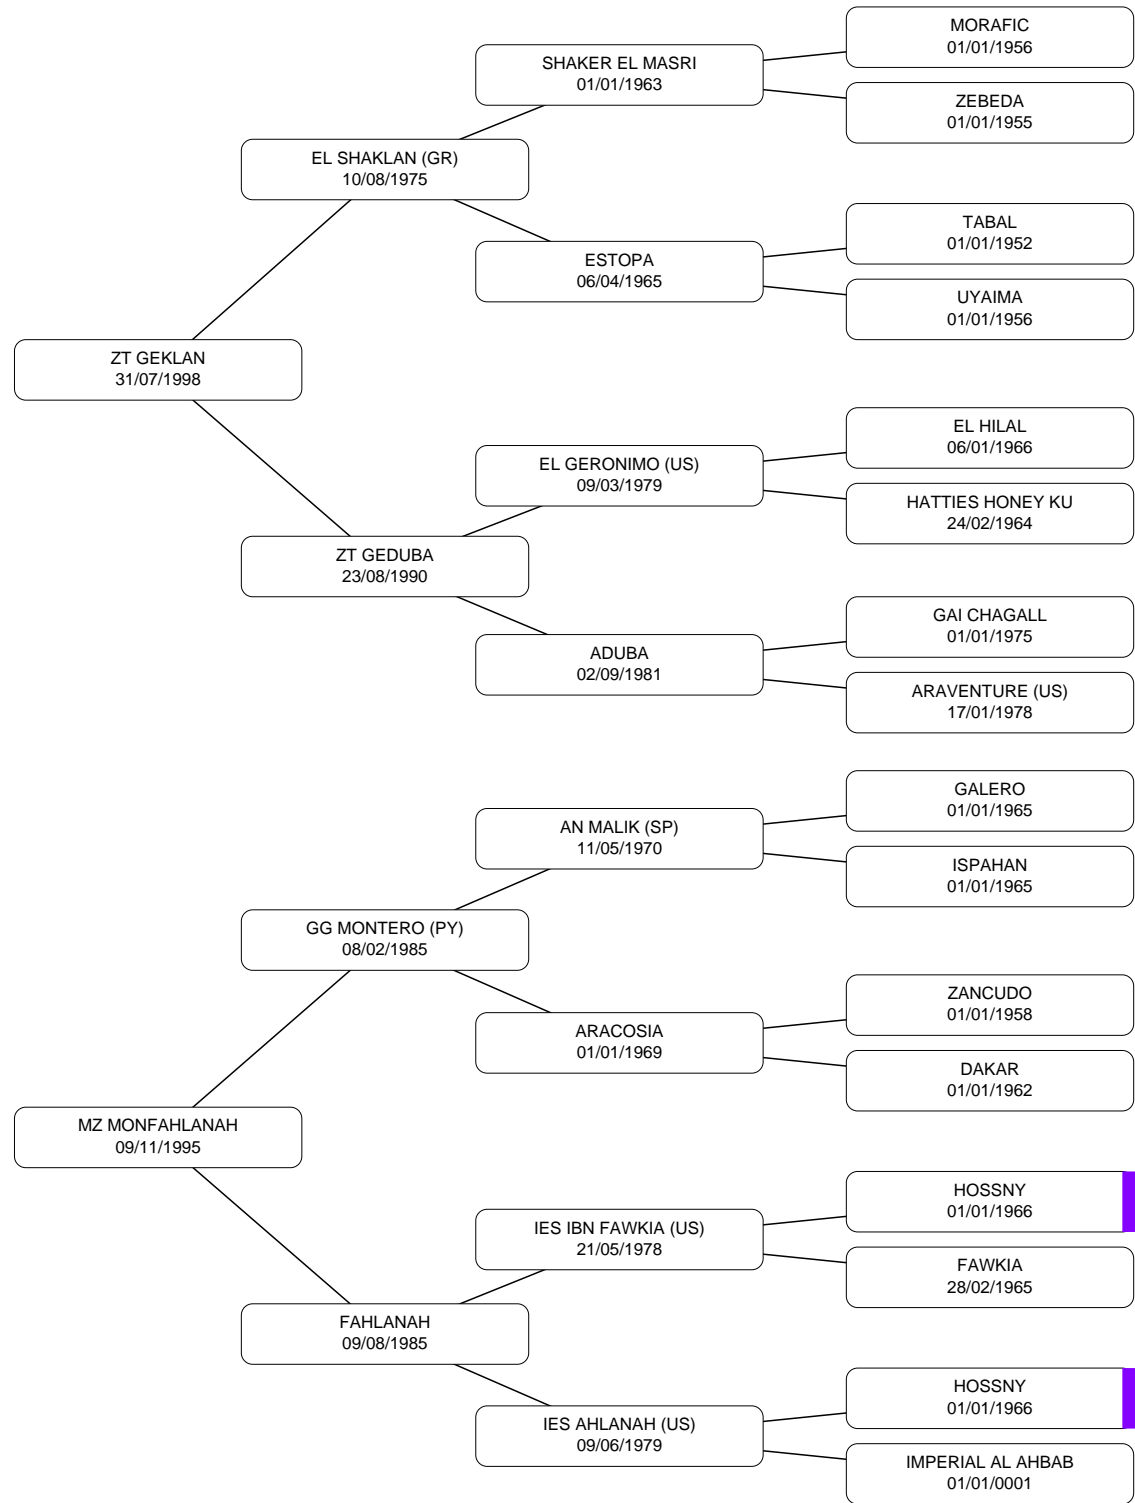 MORAFIC
01/01/1956
SHAKER EL MASRI
01/01/1963
ZEBEDA
01/01/1955
EL SHAKLAN (GR)
10/08/1975
TABAL
01/01/1952
ESTOPA
06/04/1965
UYAIMA
01/01/1956
ZT GEKLAN
31/07/1998
EL HILAL
06/01/1966
EL GERONIMO (US)
09/03/1979
HATTIES HONEY KU
24/02/1964
ZT GEDUBA
23/08/1990
GAI CHAGALL
01/01/1975
ADUBA
02/09/1981
ARAVENTURE (US)
17/01/1978
GALERO
01/01/1965
AN MALIK (SP)
11/05/1970
ISPAHAN
01/01/1965
GG MONTERO (PY)
08/02/1985
ZANCUDO
01/01/1958
ARACOSIA
01/01/1969
DAKAR
01/01/1962
MZ MONFAHLANAH
09/11/1995
HOSSNY
01/01/1966
IES IBN FAWKIA (US)
21/05/1978
FAWKIA
28/02/1965
FAHLANAH
09/08/1985
HOSSNY
01/01/1966
IES AHLANAH (US)
09/06/1979
IMPERIAL AL AHBAB
01/01/0001